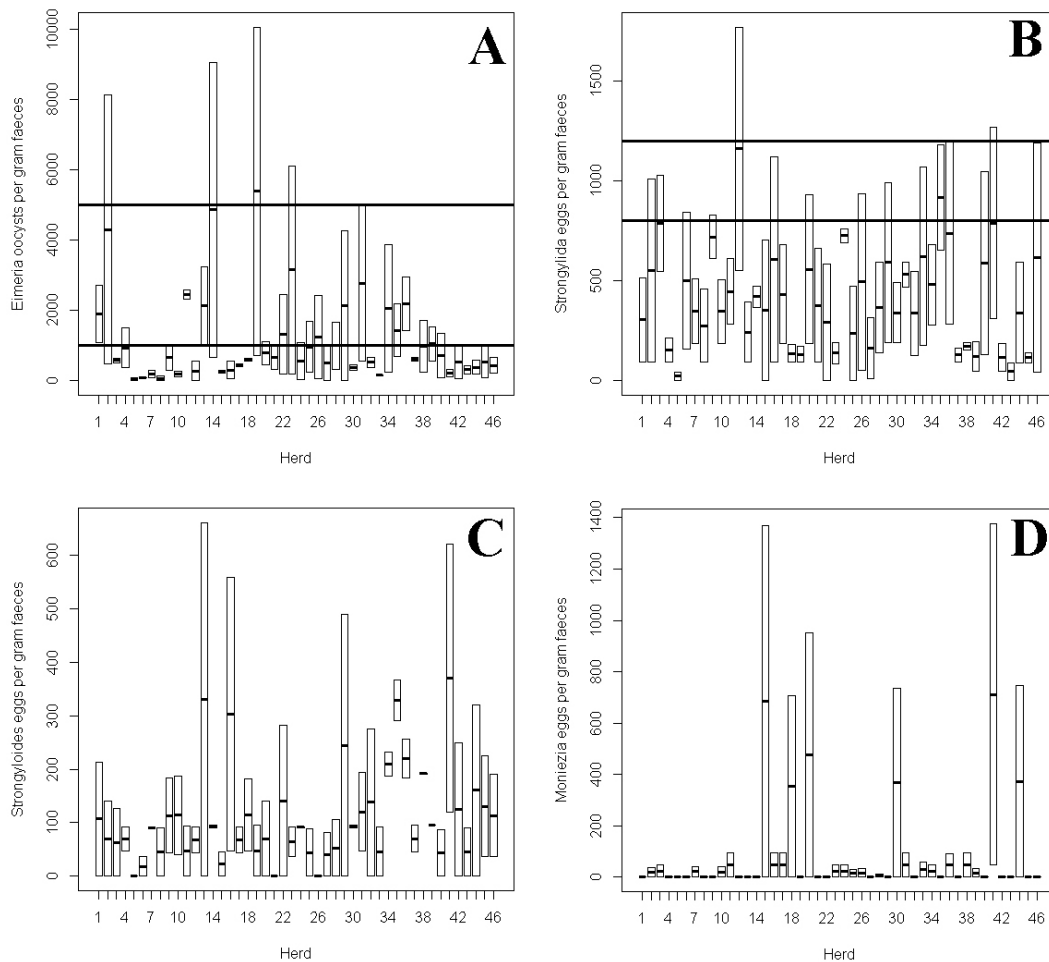 A
Eimeria oocysts per gram faeces
0 2000 4000 6000 8000 10000
1 4 7 10 14 18 22 26 30 34 38 42 46
Herd
B
Strongylida eggs per gram faeces
0 500 1000 1500
1 4 7 10 14 18 22 26 30 34 38 42 46
Herd
C
Strongyloides eggs per gram faeces
0 100 200 300 400 500 600
1 4 7 10 14 18 22 26 30 34 38 42 46
Herd
D
Moniezia eggs per gram faeces
0 200 400 600 800 1000 1200 1400
1 4 7 10 14 18 22 26 30 34 38 42 46
Herd